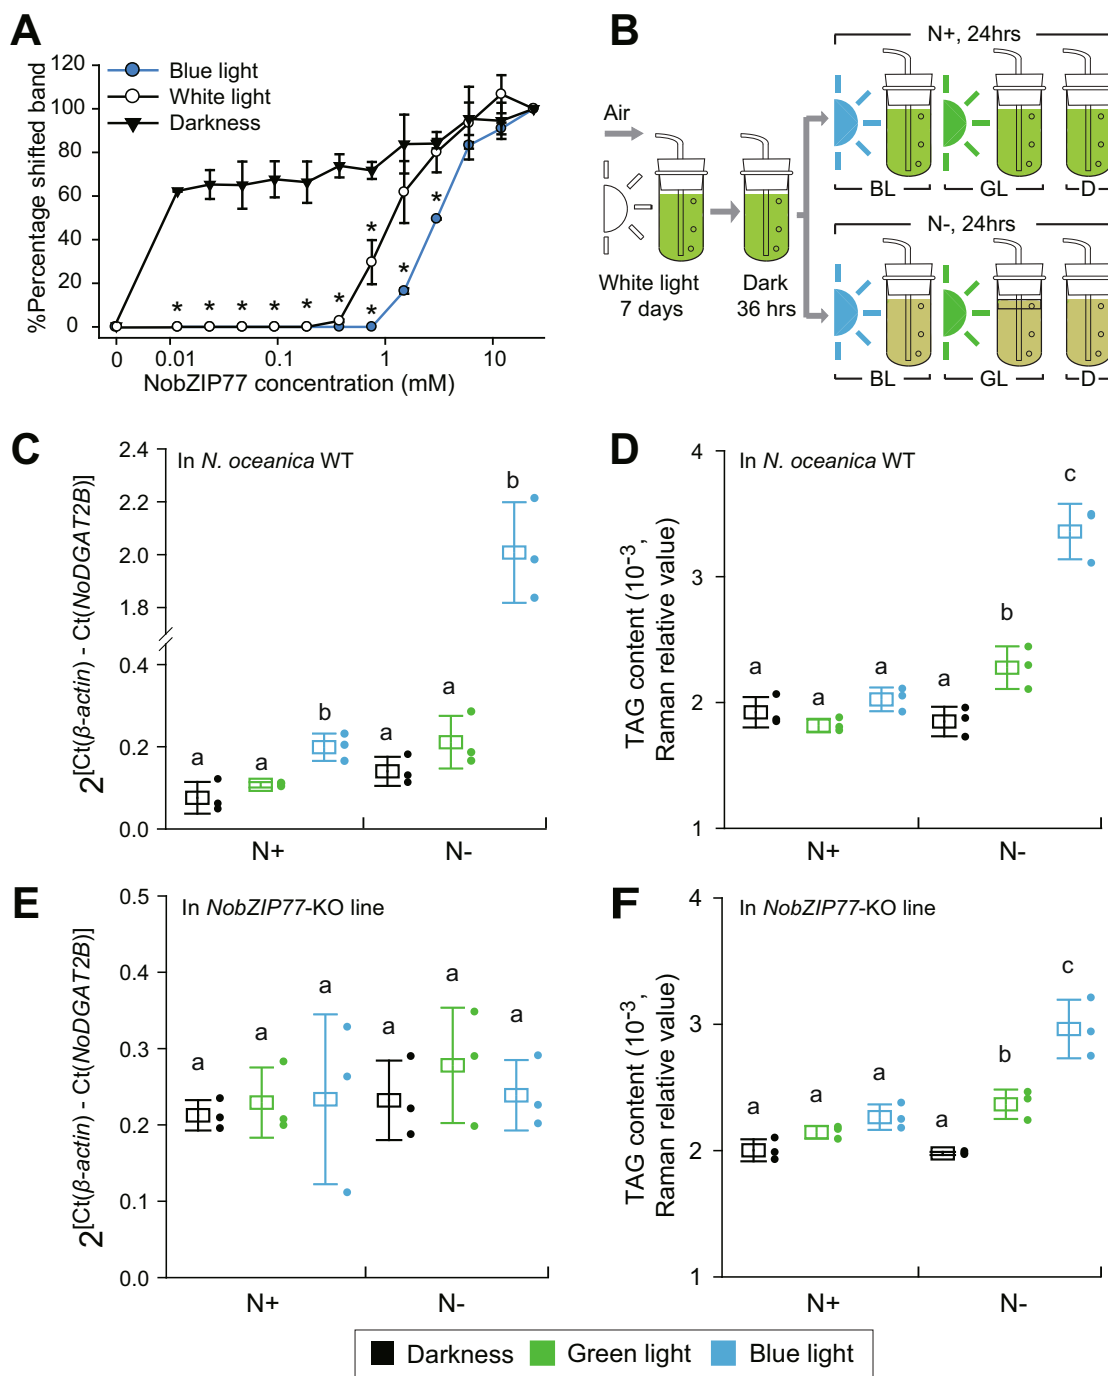 A
%Percentage shifted band
120
100
80
60
40
20
0
Blue light
White light
Darkness
* * * * * * * * * *
0 0.01 0.1 1 10
NobZIP77 concentration (mM)
B
Air
White light
7 days
Dark
36 hrs
N+, 24hrs
BL GL D
N-, 24hrs
BL GL D
C
In N. oceanica WT
2[Ct(β-actin) - Ct(NoDGAT2B)]
2.4
2.2
2.0
1.8
0.4
0.2
0.0
a a b a a b
N+ N-
D
In N. oceanica WT
TAG content (10-3,
Raman relative value)
4
3
2
1
a a a a b c
N+ N-
E
In NobZIP77-KO line
2[Ct(β-actin) - Ct(NoDGAT2B)]
0.5
0.4
0.3
0.2
0.1
0.0
a a a a a a
N+ N-
F
In NobZIP77-KO line
TAG content (10-3,
Raman relative value)
4
3
2
1
a a a a b c
N+ N-
Darkness Green light Blue light